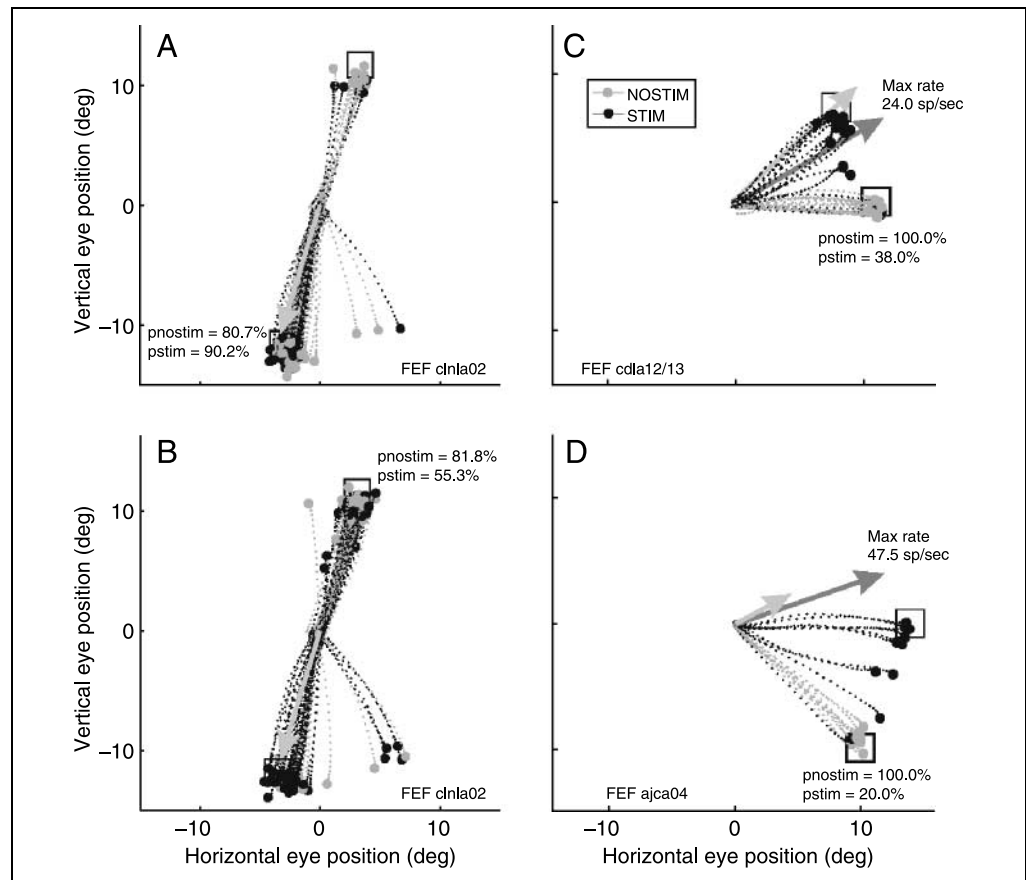 A
10
0
−10
Vertical eye position (deg)
pnostim = 80.7%
pstim = 90.2%
FEF clnla02
C
NOSTIM
STIM
Max rate
24.0 sp/sec
pnostim = 100.0%
pstim = 38.0%
FEF cdla12/13
B
pnostim = 81.8%
pstim = 55.3%
10
0
−10
Vertical eye position (deg)
FEF clnla02
−10
0
10
Horizontal eye position (deg)
D
Max rate
47.5 sp/sec
pnostim = 100.0%
pstim = 20.0%
FEF ajca04
−10
0
10
Horizontal eye position (deg)